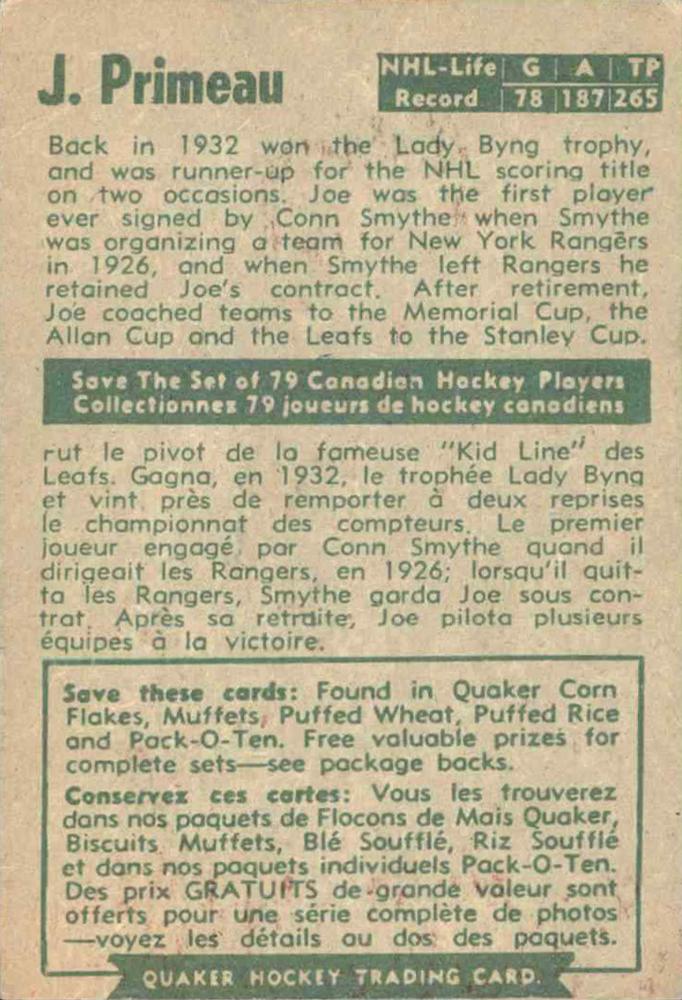 J. Primeau
NHL-Life G A TP
Record 78 187 265
Back in 1932 won the Lady Byng trophy,
and was runner-up for the NHL scoring title
on two occasions. Joe was the first player
ever signed by Conn Smythe when Smythe
was organizing a team for New York Rangers
in 1926, and when Smythe left Rangers he
retained Joe's contract. After retirement,
Joe coached teams to the Memorial Cup, the
Allan Cup and the Leafs to the Stanley Cup.
Save The Set of 79 Canadian Hockey Players
Collectionnez 79 joueurs de hockey canadiens
rut le pivot de la fameuse "Kid Line" des
Leafs. Gagna, en 1932, le trophée Lady Byng
et vint près de remporter à deux reprises
le championnat des compteurs. Le premier
joueur engagé par Conn Smythe quand il
dirigeait les Rangers, en 1926; lorsqu'il quit-
ta les Rangers, Smythe garda Joe sous con-
trat. Après sa retraite, Joe pilota plusieurs
équipes à la victoire.
Save these cards: Found in Quaker Corn
Flakes, Muffets, Puffed Wheat, Puffed Rice
and Pack-O-Ten. Free valuable prizes for
complete sets—see package backs.
Conservez ces cartes: Vous les trouverez
dans nos paquets de Flocons de Mais Quaker,
Biscuits Muffets, Blé Soufflé, Riz Soufflé
et dans nos paquets individuels Pack-O-Ten.
Des prix GRATUITS de grande valeur sont
offerts pour une série complète de photos
—voyez les détails au dos des paquets.
QUAKER HOCKEY TRADING CARD.